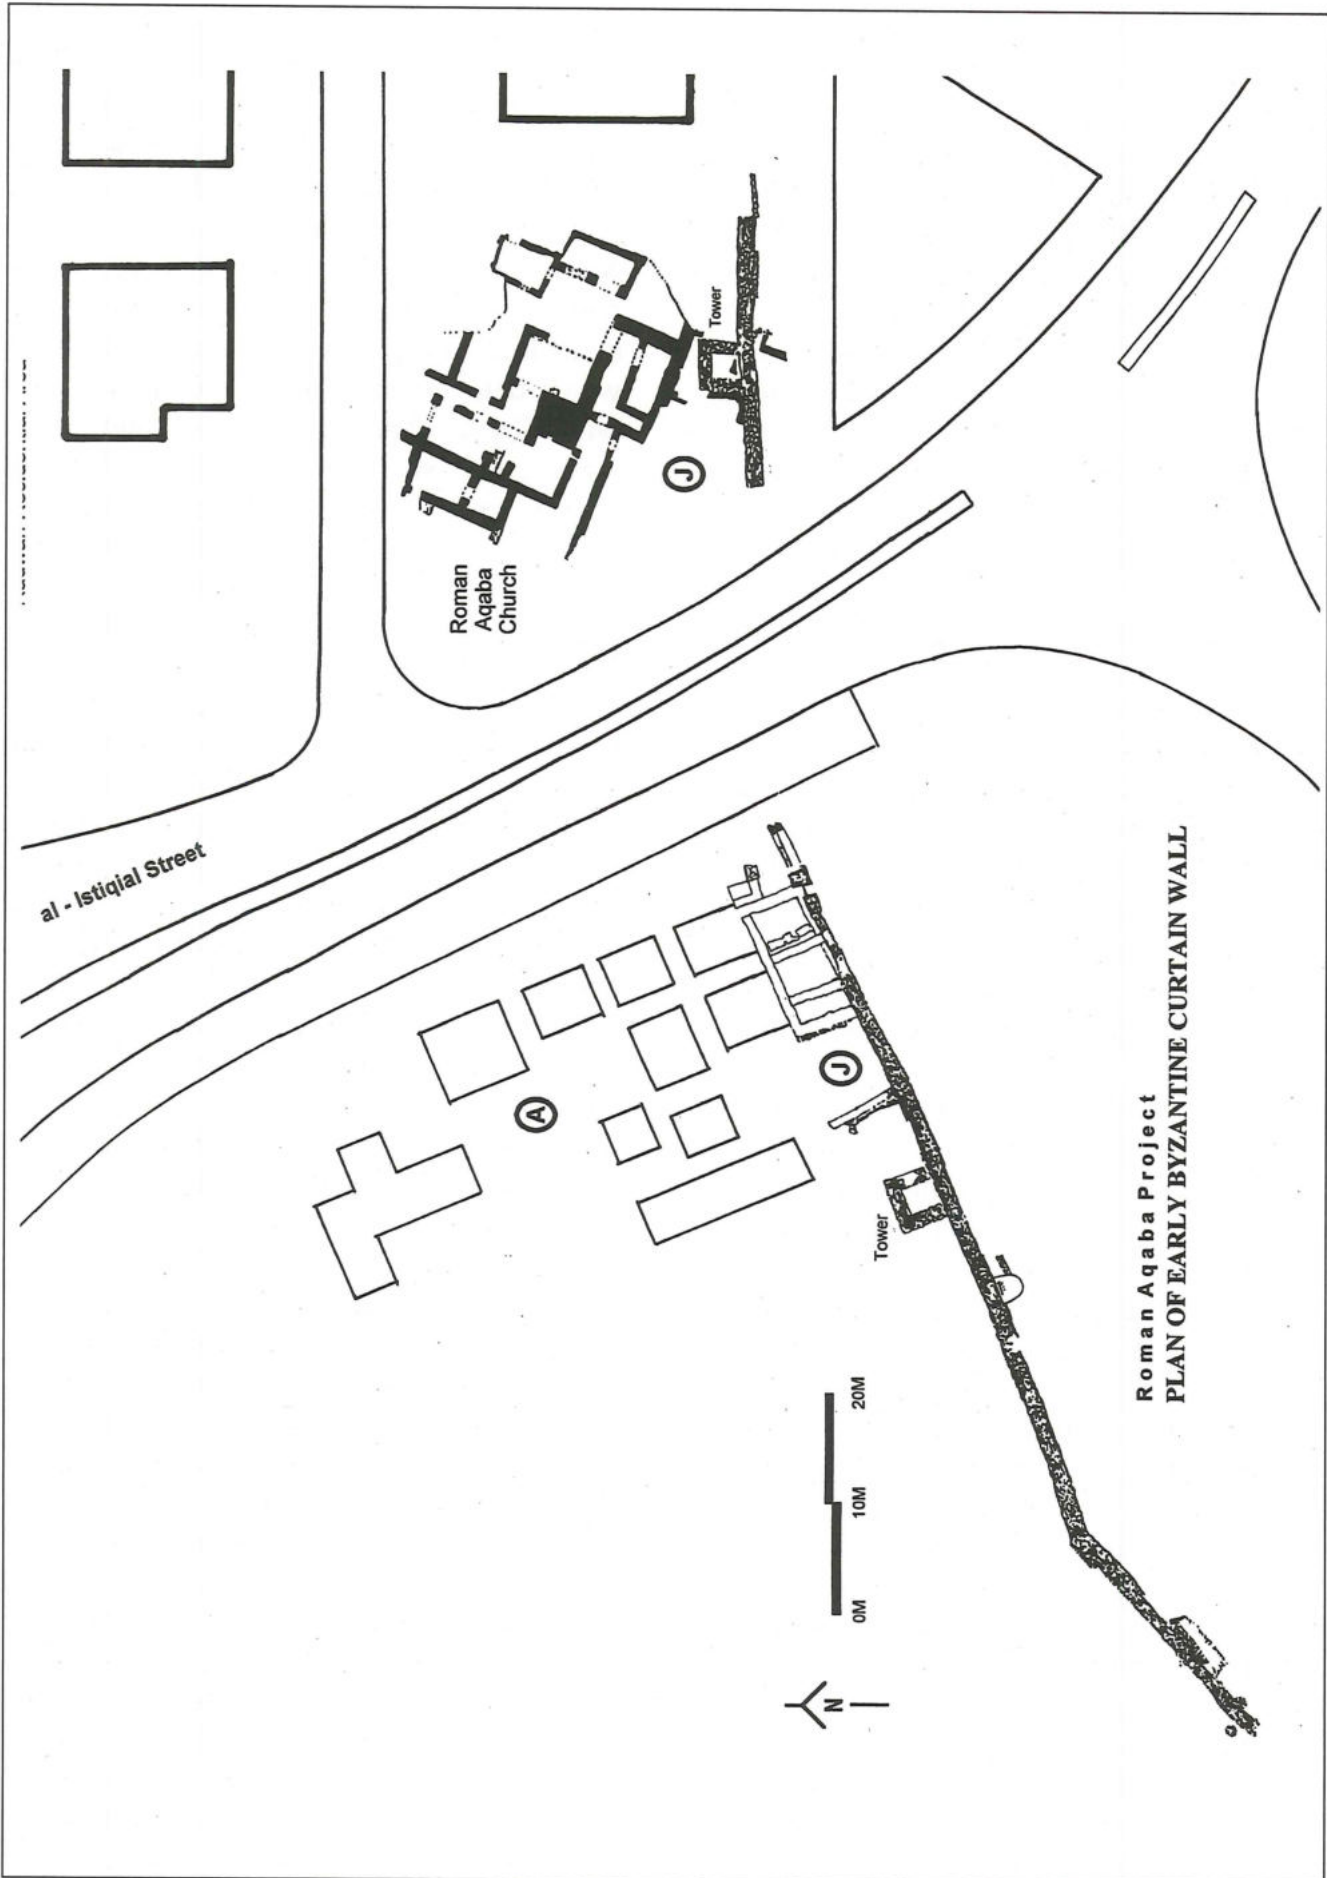 al - Istiqial Street
Roman
Aqaba
Church
Tower
J
A
J
Tower
0M 10M 20M
N
Roman Aqaba Project
PLAN OF EARLY BYZANTINE CURTAIN WALL